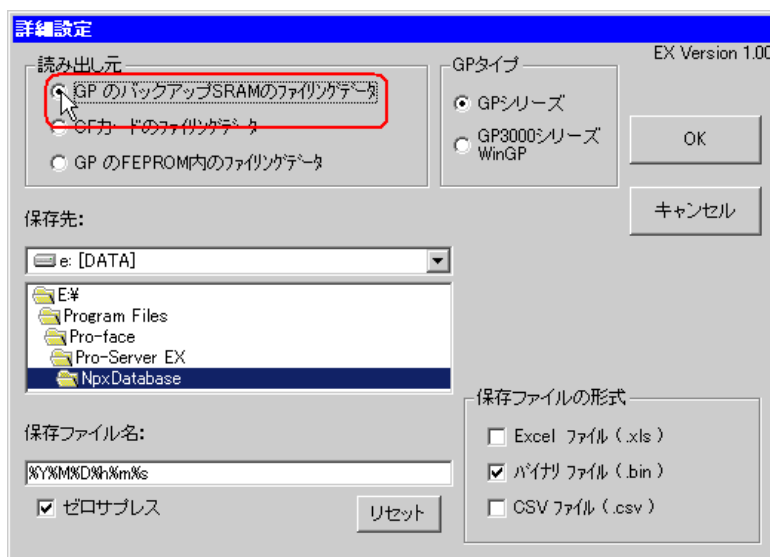 詳細設定
EX Version 1.00
読み出し元
GP のバックアップSRAMのファイリングデータ
CFカードのファイリングデータ
GP のFEPROM内のファイリングデータ
GPタイプ
GPシリーズ
GP3000シリーズ
WinGP
OK
キャンセル
保存先:
e: [DATA]
E:¥
Program Files
Pro-face
Pro-Server EX
NpxDatabase
保存ファイル名:
%Y%M%D%h%m%s
ゼロサプレス
リセット
保存ファイルの形式
Excel ファイル ( .xls )
バイナリ ファイル ( .bin )
CSV ファイル ( .csv )